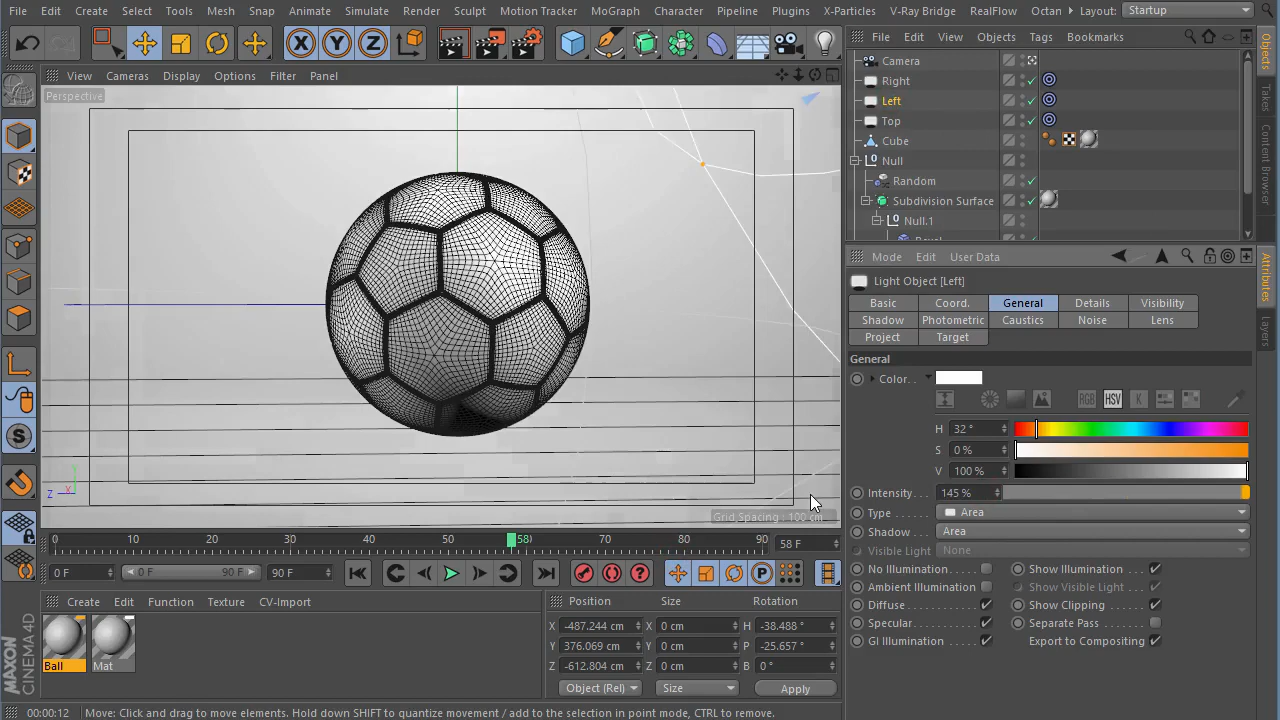 File Edit Create Select Tools Mesh Snap Animate Simulate Render Sculpt Motion Tracker MoGraph Character Pipeline Plugins X-Particles V-Ray Bridge RealFlow Octan Layout: Startup
X Y Z
File Edit View Objects Tags Bookmarks
View Cameras Display Options Filter Panel
Perspective
Camera
Right
Left
Top
Cube
Null
Random
Subdivision Surface
Null.1
Objects
Takes
Content Browser
Mode Edit User Data
Light Object [Left]
Basic Coord. General Details Visibility
Shadow Photometric Caustics Noise Lens
Project Target
General
Color
RGB HSV K
H 32 °
S 0 %
V 100 %
Intensity 145 %
Type Area
Shadow Area
Visible Light None
No Illumination Show Illumination
Ambient Illumination Show Visible Light
Diffuse Show Clipping
Specular Separate Pass
GI Illumination Export to Compositing
Attributes
Layers
Y
Z X
Grid Spacing : 100 cm
0 10 20 30 40 50 58 70 80 90 58 F
0 F 0 F 90 F 90 F
P
Create Edit Function Texture CV-Import
Ball Mat
Position Size Rotation
X -487.244 cm X 0 cm H -38.488 °
Y 376.069 cm Y 0 cm P -25.657 °
Z -612.804 cm Z 0 cm B 0 °
Object (Rel) Size Apply
MAXON CINEMA 4D
00:00:12 Move: Click and drag to move elements. Hold down SHIFT to quantize movement / add to the selection in point mode, CTRL to remove.